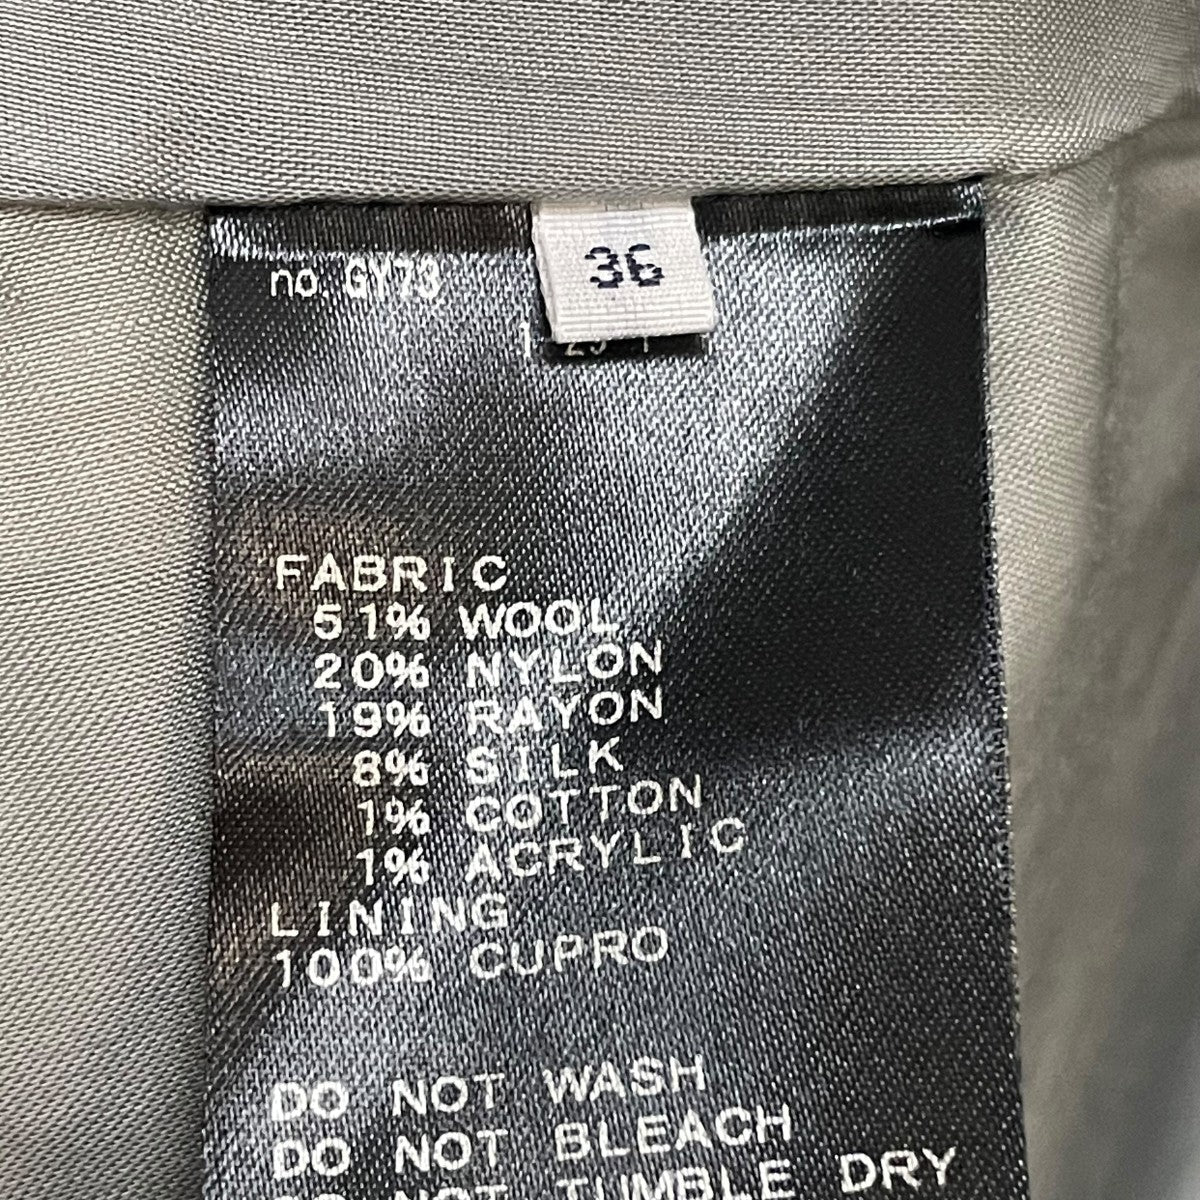 36
no. GY73
FABRIC
51% WOOL
20% NYLON
19% RAYON
8% SILK
1% COTTON
1% ACRYLIC
LINING
100% CUPRO
DO NOT WASH
DO NOT BLEACH
DO NOT TUMBLE DRY